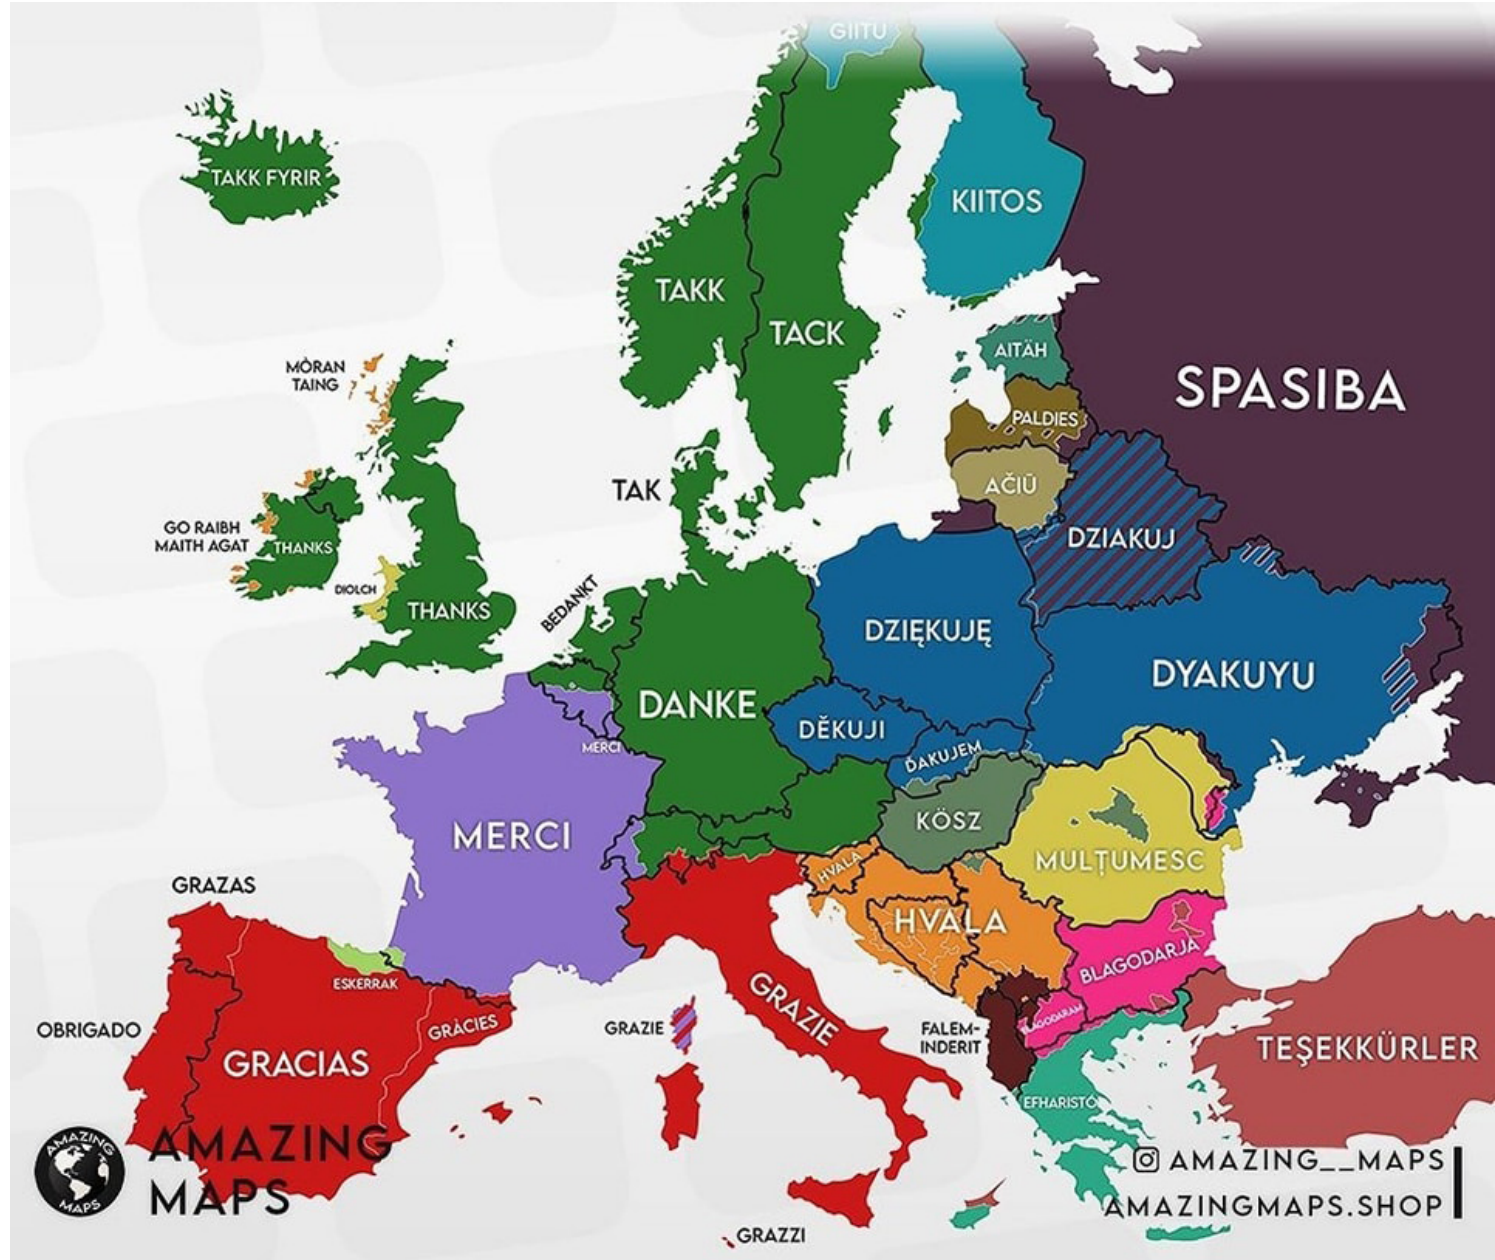 GIITU
TAKK FYRIR
KIITOS
TAKK
TACK
AITÄH
MÒRAN
TAING
SPASIBA
PALDIES
TAK
AČIŪ
GO RAIBH
MAITH AGAT
THANKS
DZIAKUJ
DIOLCH
THANKS
BEDANKT
DZIĘKUJĘ
DYAKUYU
DANKE
DĚKUJI
MERCI
ĎAKUJEM
MERCI
KÖSZ
MULȚUMESC
HVALA
GRAZAS
HVALA
BLAGODARJA
ESKERRAK
OBRIGADO
GRÀCIES
GRAZIE
GRAZIE
BLAGODARAM
FALEM-
INDERIT
GRACIAS
TEŞEKKÜRLER
EFHARISTÓ
AMAZING
MAPS
AMAZING
MAPS
AMAZING__MAPS
AMAZINGMAPS.SHOP
GRAZZI